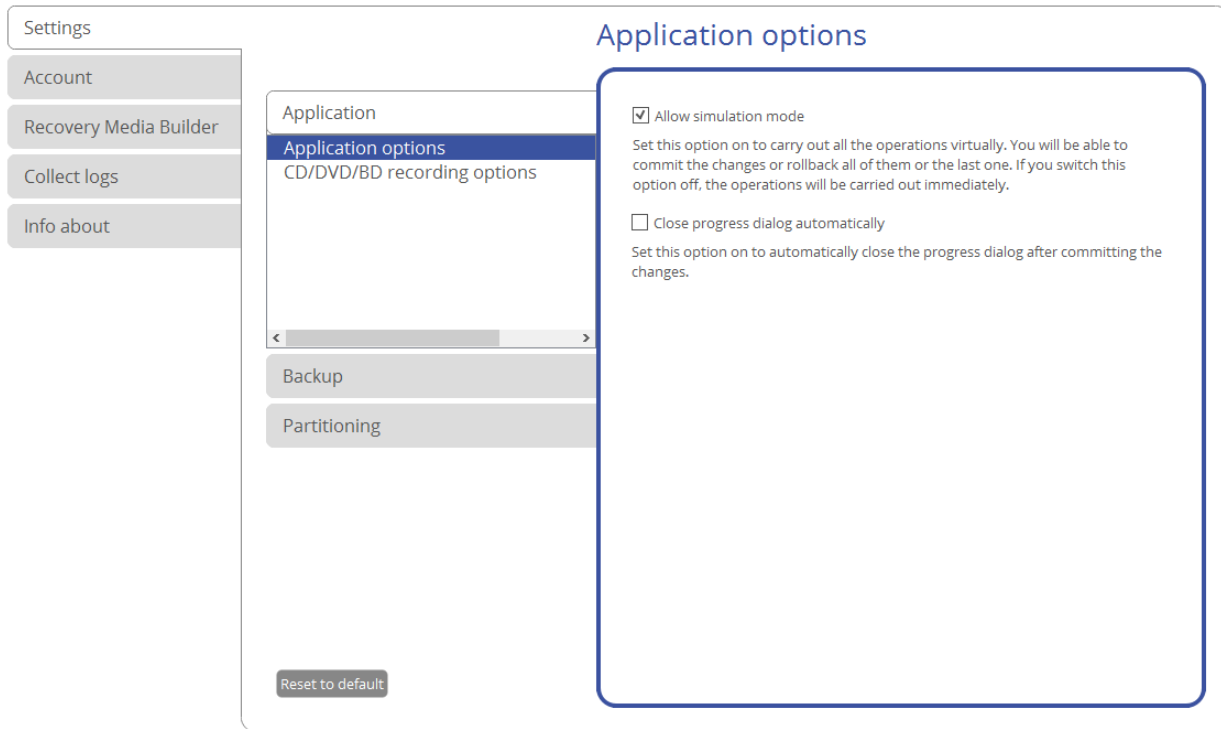 Settings
Account
Recovery Media Builder
Collect logs
Info about
Application
Application options
CD/DVD/BD recording options
Backup
Partitioning
Reset to default
Application options
Allow simulation mode
Set this option on to carry out all the operations virtually. You will be able to
commit the changes or rollback all of them or the last one. If you switch this
option off, the operations will be carried out immediately.
Close progress dialog automatically
Set this option on to automatically close the progress dialog after committing the
changes.